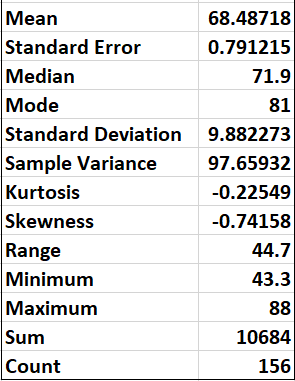 Mean 68.48718
Standard Error 0.791215
Median 71.9
Mode 81
Standard Deviation 9.882273
Sample Variance 97.65932
Kurtosis -0.22549
Skewness -0.74158
Range 44.7
Minimum 43.3
Maximum 88
Sum 10684
Count 156